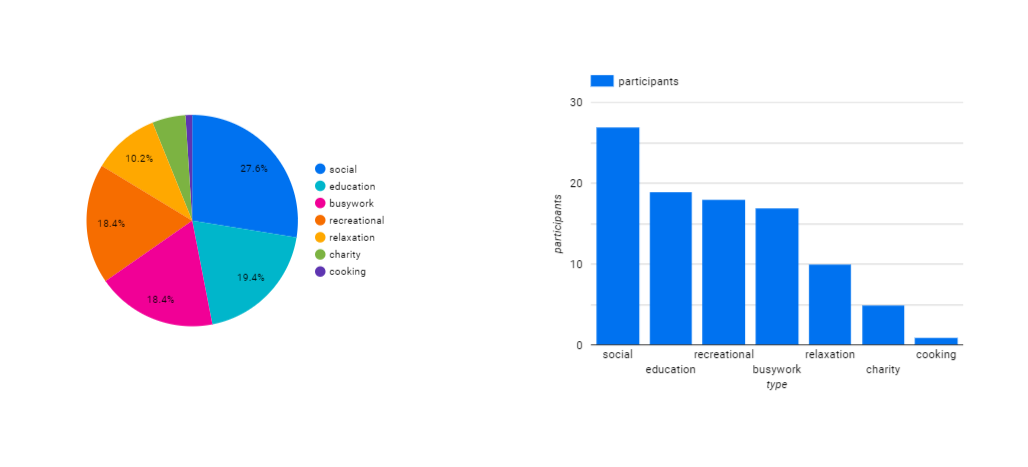 27.6%
19.4%
18.4%
18.4%
10.2%
social
education
busywork
recreational
relaxation
charity
cooking
participants
30
20
10
0
participants
social
recreational
relaxation
cooking
education
busywork
charity
type